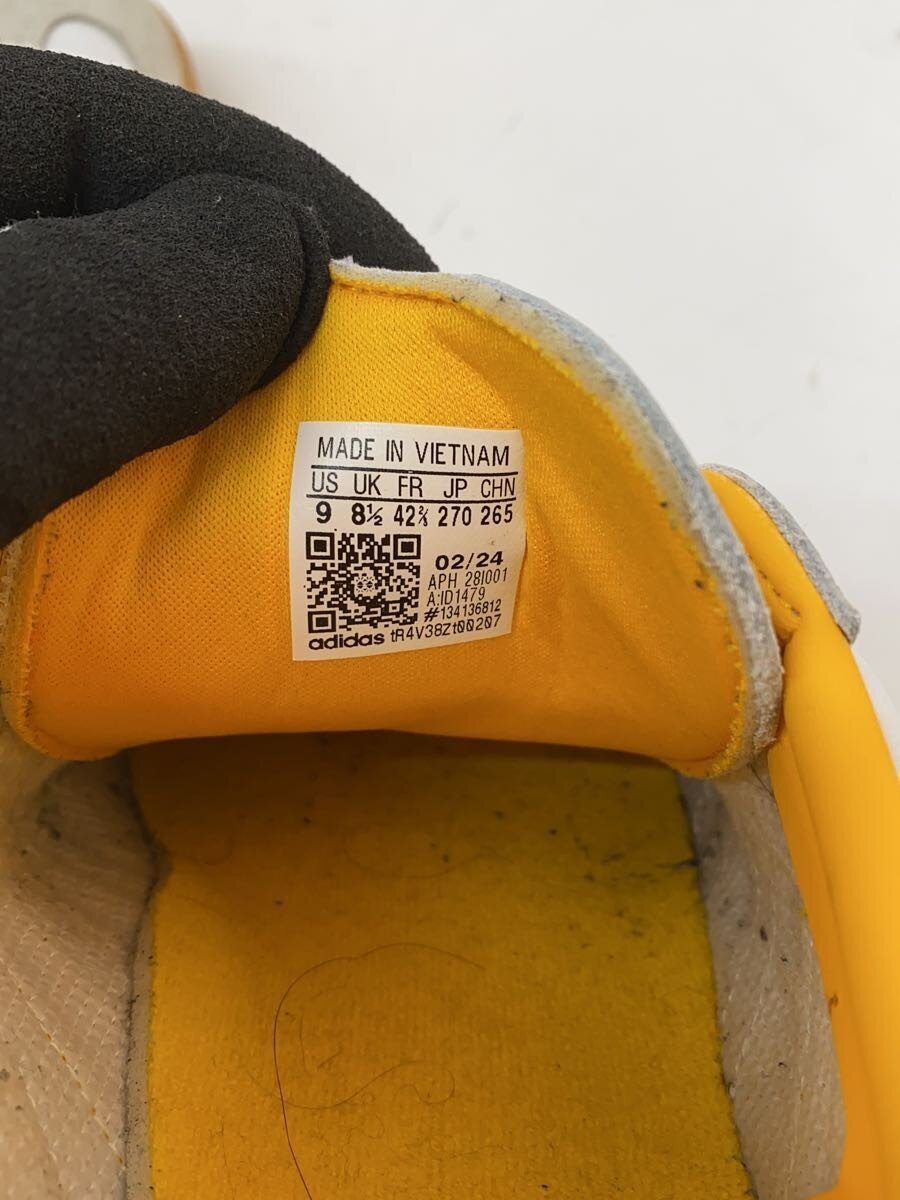 MADE IN VIETNAM
US UK FR JP CHN
9 8½ 42⅔ 270 265
02/24
APH 28I001
A:ID1479
#134136812
adidas tR4V38Zt00207